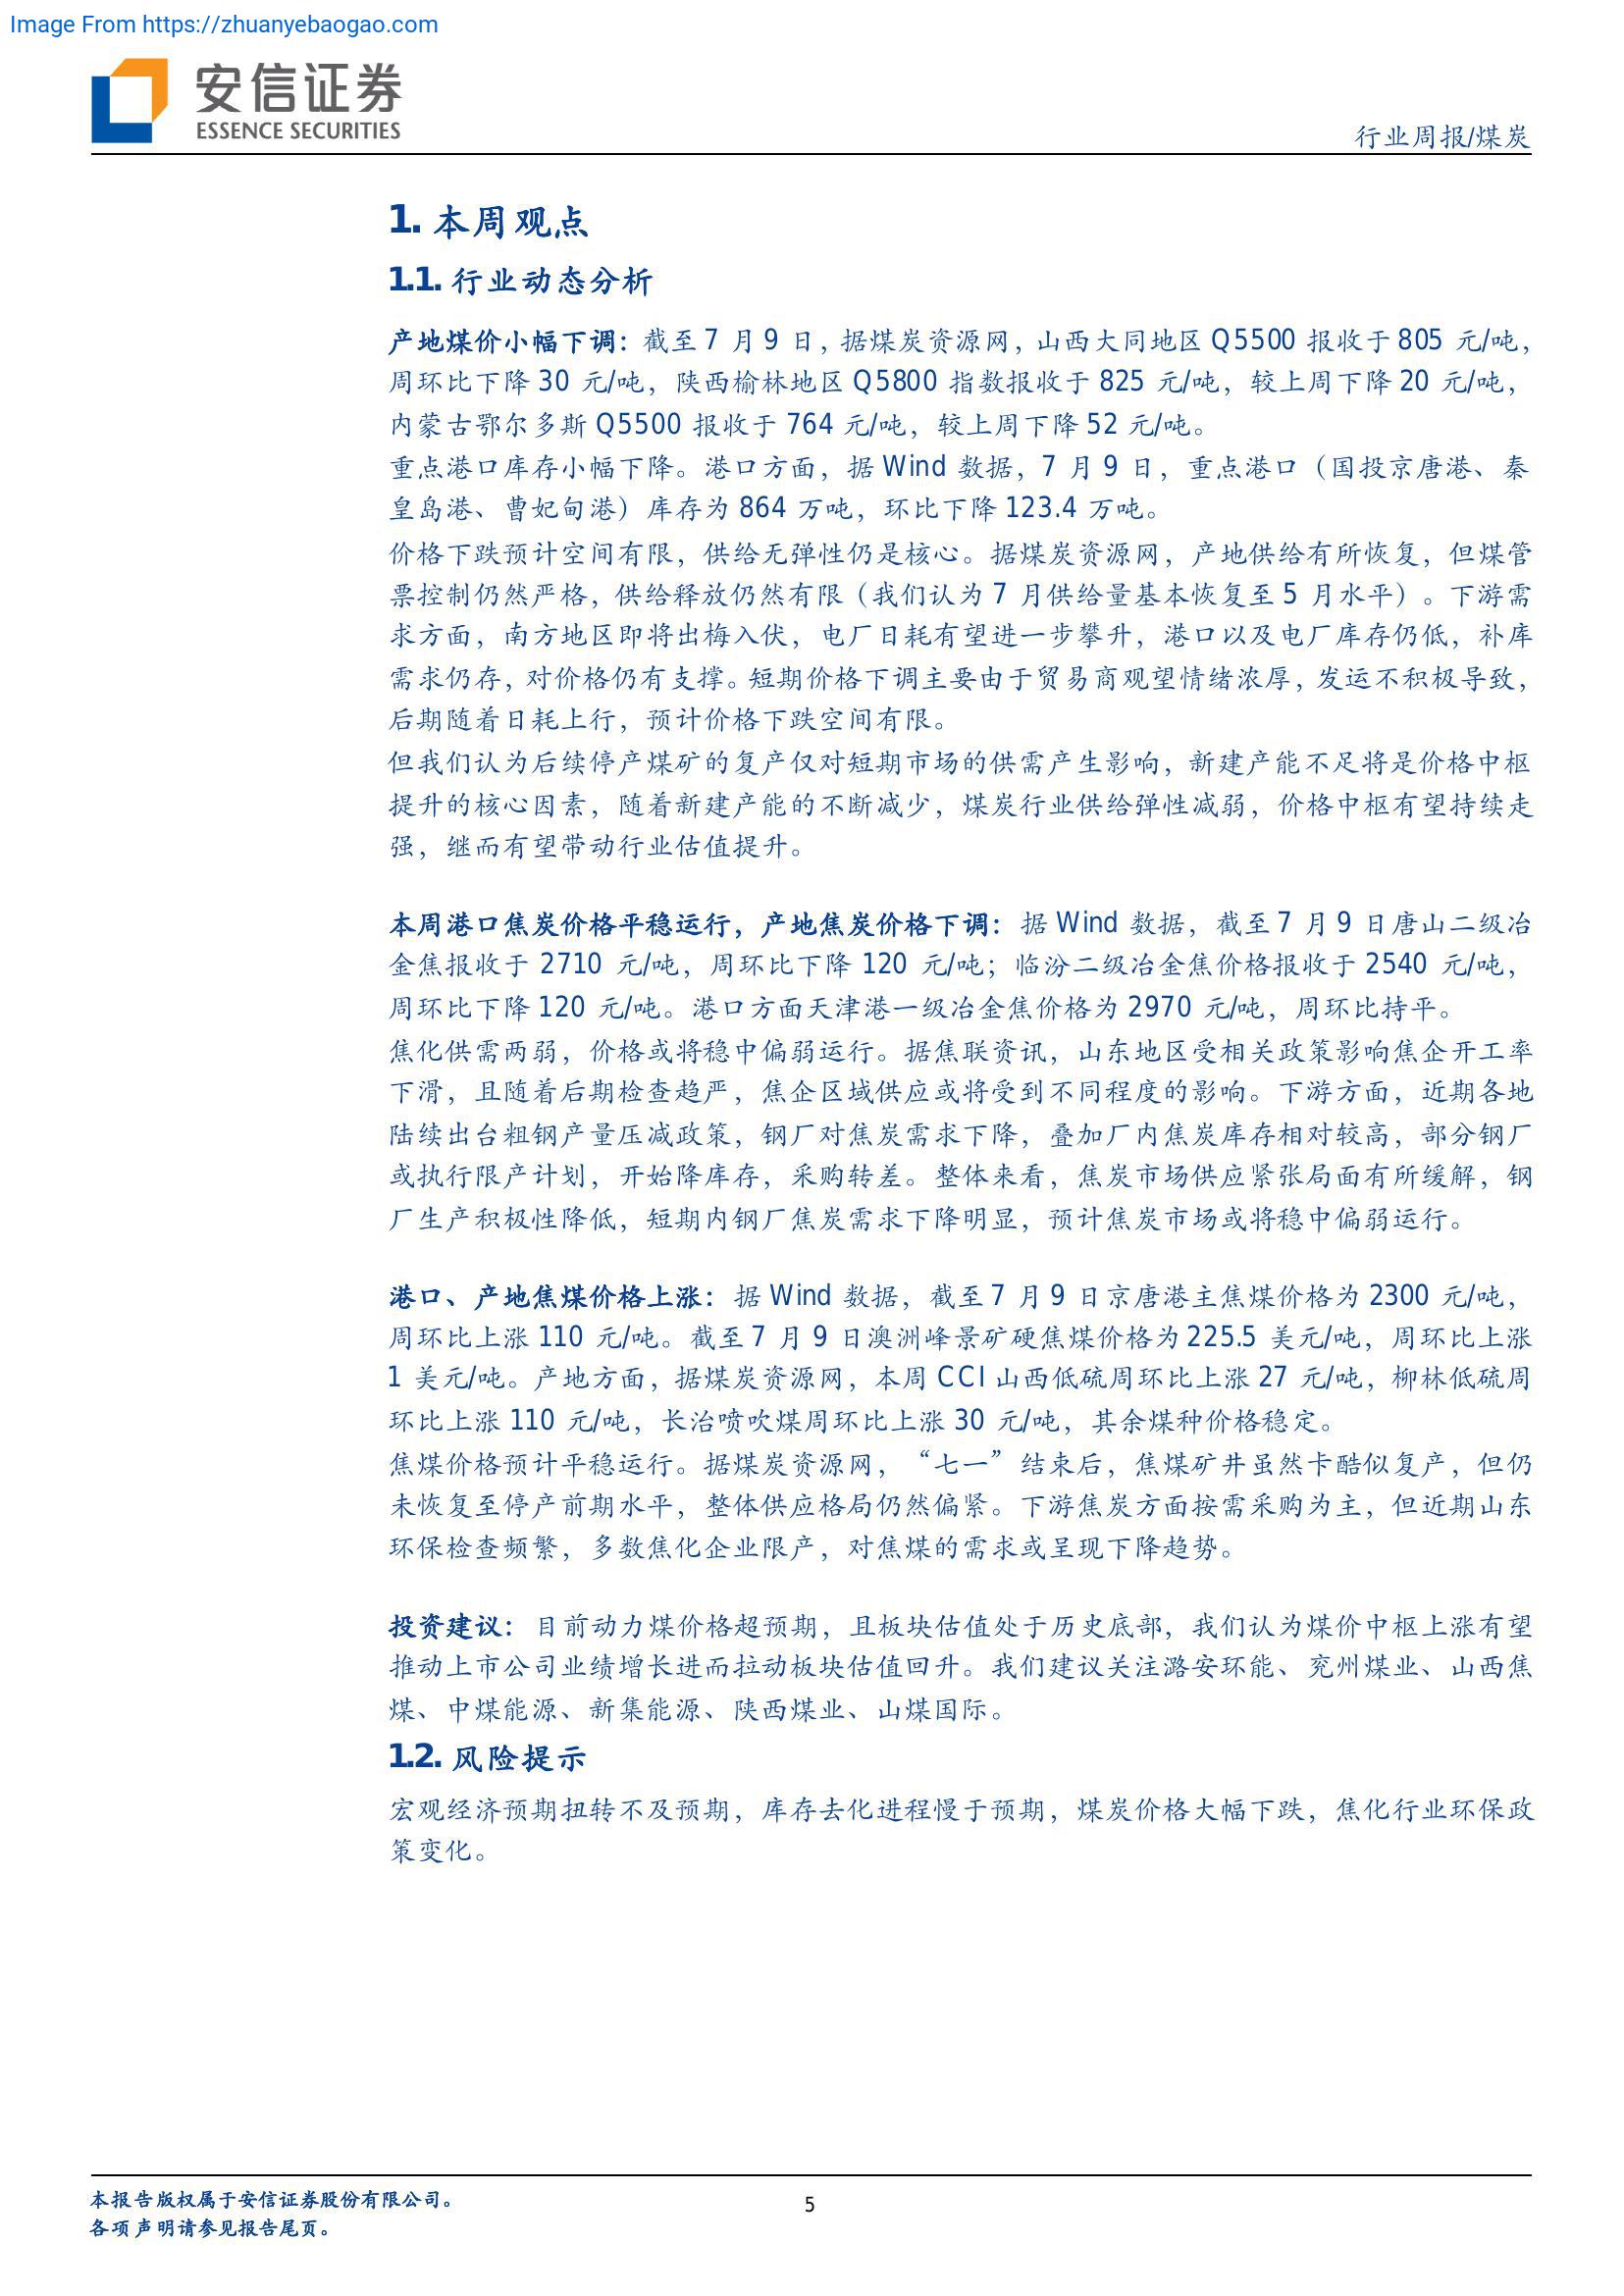 Image From https://zhuanyebaogao.com
安信证券
ESSENCE SECURITIES
行业周报/煤炭
1. 本周观点
1.1. 行业动态分析
产地煤价小幅下调：截至 7 月 9 日，据煤炭资源网，山西大同地区 Q5500 报收于 805 元/吨，
周环比下降 30 元/吨，陕西榆林地区 Q5800 指数报收于 825 元/吨，较上周下降 20 元/吨，
内蒙古鄂尔多斯 Q5500 报收于 764 元/吨，较上周下降 52 元/吨。
重点港口库存小幅下降。港口方面，据 Wind 数据，7 月 9 日，重点港口（国投京唐港、秦
皇岛港、曹妃甸港）库存为 864 万吨，环比下降 123.4 万吨。
价格下跌预计空间有限，供给无弹性仍是核心。据煤炭资源网，产地供给有所恢复，但煤管
票控制仍然严格，供给释放仍然有限（我们认为 7 月供给量基本恢复至 5 月水平）。下游需
求方面，南方地区即将出梅入伏，电厂日耗有望进一步攀升，港口以及电厂库存仍低，补库
需求仍存，对价格仍有支撑。短期价格下调主要由于贸易商观望情绪浓厚，发运不积极导致，
后期随着日耗上行，预计价格下跌空间有限。
但我们认为后续停产煤矿的复产仅对短期市场的供需产生影响，新建产能不足将是价格中枢
提升的核心因素，随着新建产能的不断减少，煤炭行业供给弹性减弱，价格中枢有望持续走
强，继而有望带动行业估值提升。
本周港口焦炭价格平稳运行，产地焦炭价格下调：据 Wind 数据，截至 7 月 9 日唐山二级冶
金焦报收于 2710 元/吨，周环比下降 120 元/吨；临汾二级冶金焦价格报收于 2540 元/吨，
周环比下降 120 元/吨。港口方面天津港一级冶金焦价格为 2970 元/吨，周环比持平。
焦化供需两弱，价格或将稳中偏弱运行。据焦联资讯，山东地区受相关政策影响焦企开工率
下滑，且随着后期检查趋严，焦企区域供应或将受到不同程度的影响。下游方面，近期各地
陆续出台粗钢产量压减政策，钢厂对焦炭需求下降，叠加厂内焦炭库存相对较高，部分钢厂
或执行限产计划，开始降库存，采购转差。整体来看，焦炭市场供应紧张局面有所缓解，钢
厂生产积极性降低，短期内钢厂焦炭需求下降明显，预计焦炭市场或将稳中偏弱运行。
港口、产地焦煤价格上涨：据 Wind 数据，截至 7 月 9 日京唐港主焦煤价格为 2300 元/吨，
周环比上涨 110 元/吨。截至 7 月 9 日澳洲峰景矿硬焦煤价格为 225.5 美元/吨，周环比上涨
1 美元/吨。产地方面，据煤炭资源网，本周 CCI 山西低硫周环比上涨 27 元/吨，柳林低硫周
环比上涨 110 元/吨，长治喷吹煤周环比上涨 30 元/吨，其余煤种价格稳定。
焦煤价格预计平稳运行。据煤炭资源网，“七一”结束后，焦煤矿井虽然卡酷似复产，但仍
未恢复至停产前期水平，整体供应格局仍然偏紧。下游焦炭方面按需采购为主，但近期山东
环保检查频繁，多数焦化企业限产，对焦煤的需求或呈现下降趋势。
投资建议：目前动力煤价格超预期，且板块估值处于历史底部，我们认为煤价中枢上涨有望
推动上市公司业绩增长进而拉动板块估值回升。我们建议关注潞安环能、兖州煤业、山西焦
煤、中煤能源、新集能源、陕西煤业、山煤国际。
1.2. 风险提示
宏观经济预期扭转不及预期，库存去化进程慢于预期，煤炭价格大幅下跌，焦化行业环保政
策变化。
本报告版权属于安信证券股份有限公司。
各项声明请参见报告尾页。
5